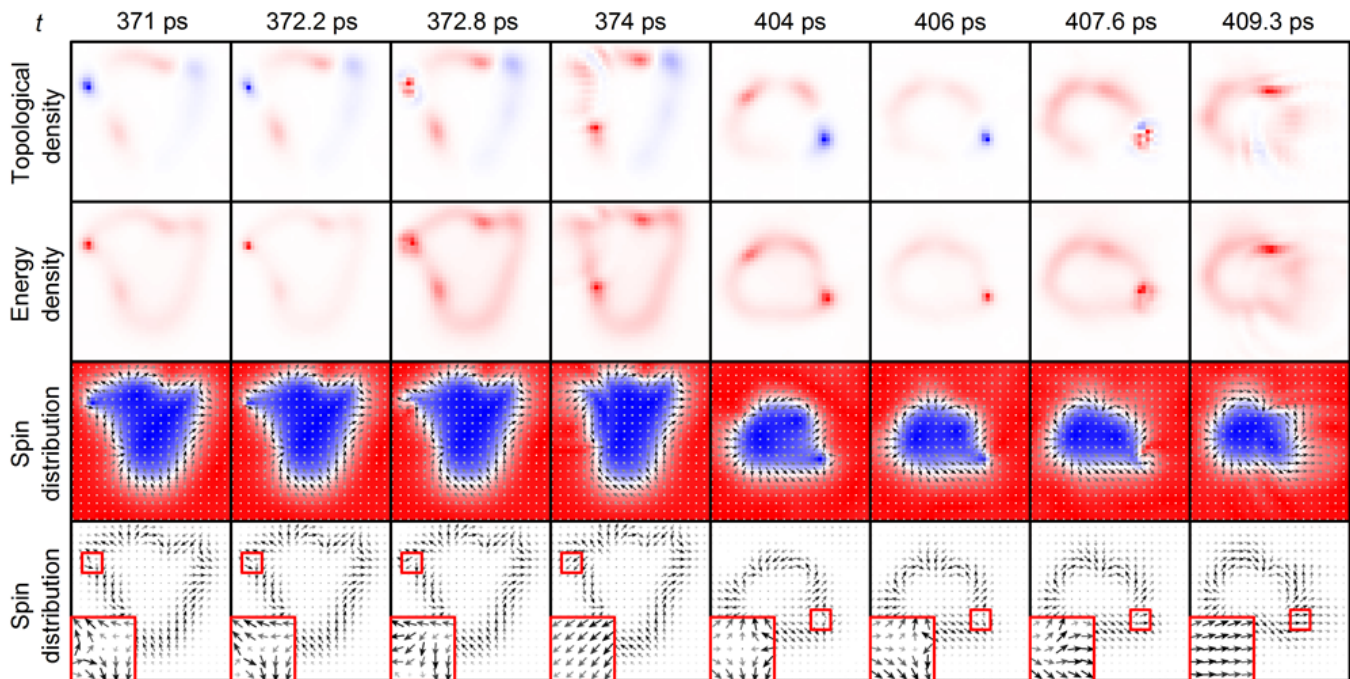 t 371 ps 372.2 ps 372.8 ps 374 ps 404 ps 406 ps 407.6 ps 409.3 ps
Topological
density
Energy
density
Spin
distribution
Spin
distribution